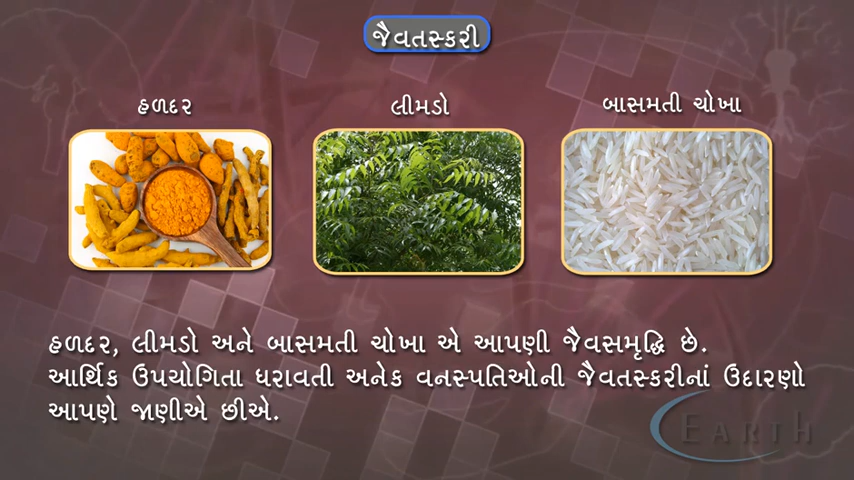 જૈવતસ્કરી
હળદર
લીમડો
બાસમતી ચોખા
હળદર, લીમડો અને બાસમતી ચોખા એ આપણી જૈવસમૃદ્ધિ છે.
આર્થિક ઉપયોગિતા ધરાવતી અનેક વનસ્પતિઓની જૈવતસ્કરીનાં ઉદારણો
આપણે જાણીએ છીએ.
EARTH